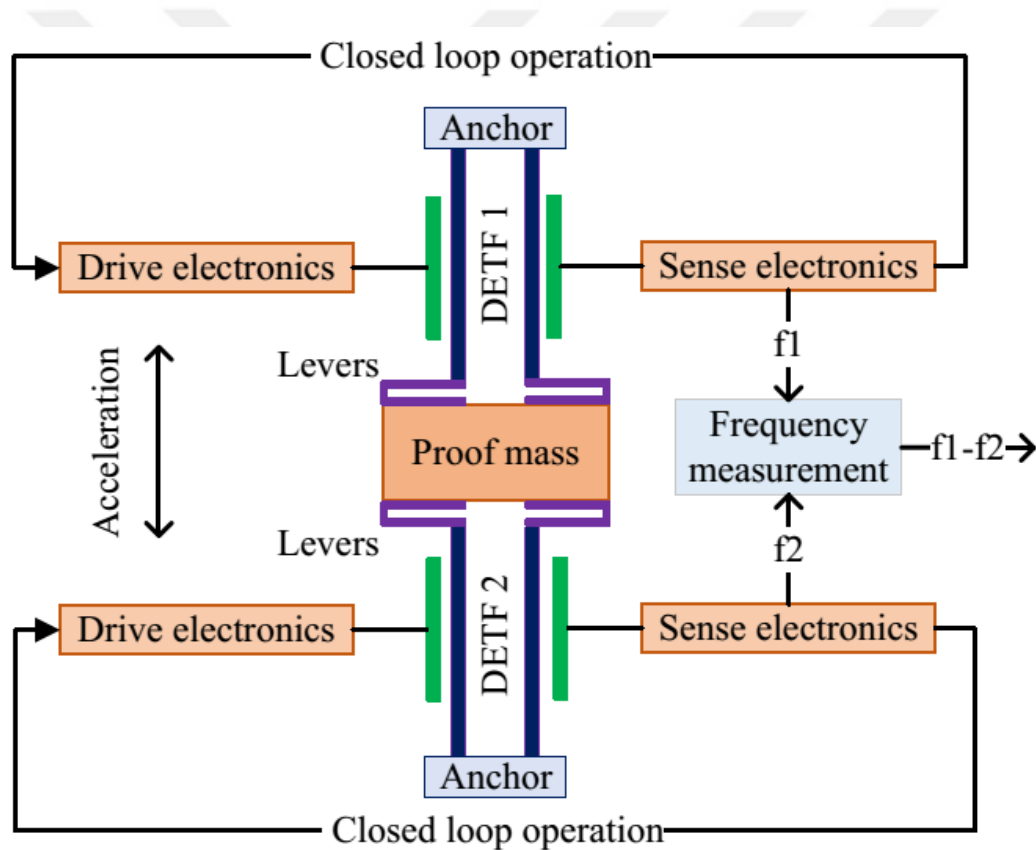 Closed loop operation
Anchor
DETF 1
Drive electronics
Sense electronics
f1
Levers
Acceleration
Proof mass
Frequency
measurement
f1-f2
Levers
f2
DETF 2
Drive electronics
Sense electronics
Anchor
Closed loop operation